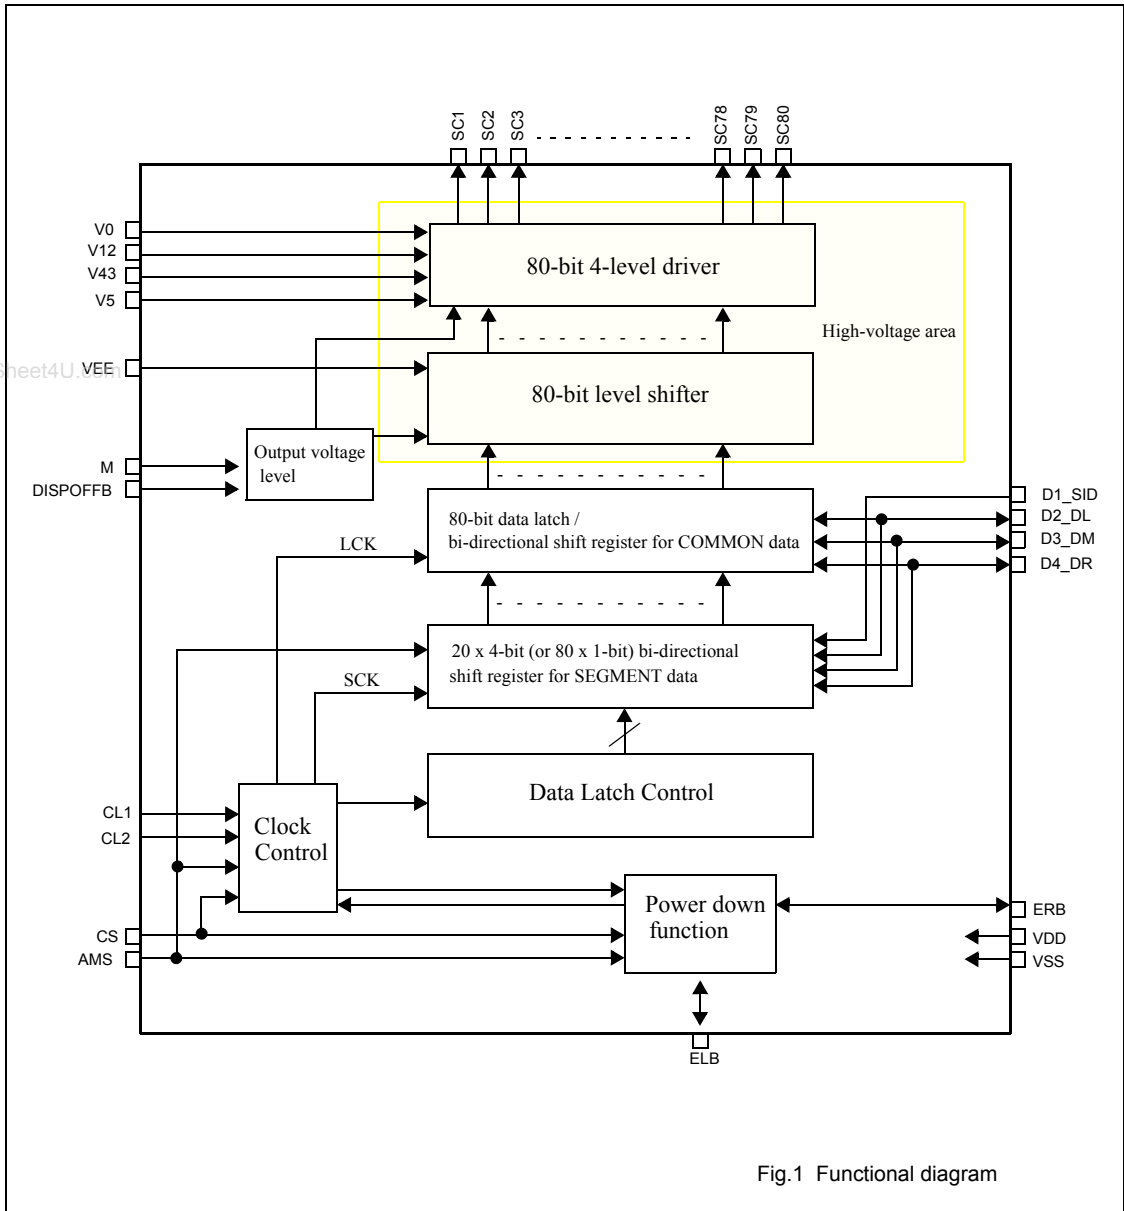 SC1
SC2
SC3
SC78
SC79
SC80
V0
V12
V43
V5
80-bit 4-level driver
High-voltage area
VEE
80-bit level shifter
Output voltage
level
M
DISPOFFB
D1_SID
D2_DL
D3_DM
D4_DR
80-bit data latch /
bi-directional shift register for COMMON data
LCK
20 x 4-bit (or 80 x 1-bit) bi-directional
shift register for SEGMENT data
SCK
Data Latch Control
CL1
CL2
Clock
Control
Power down
function
CS
AMS
ERB
VDD
VSS
ELB
Fig.1 Functional diagram